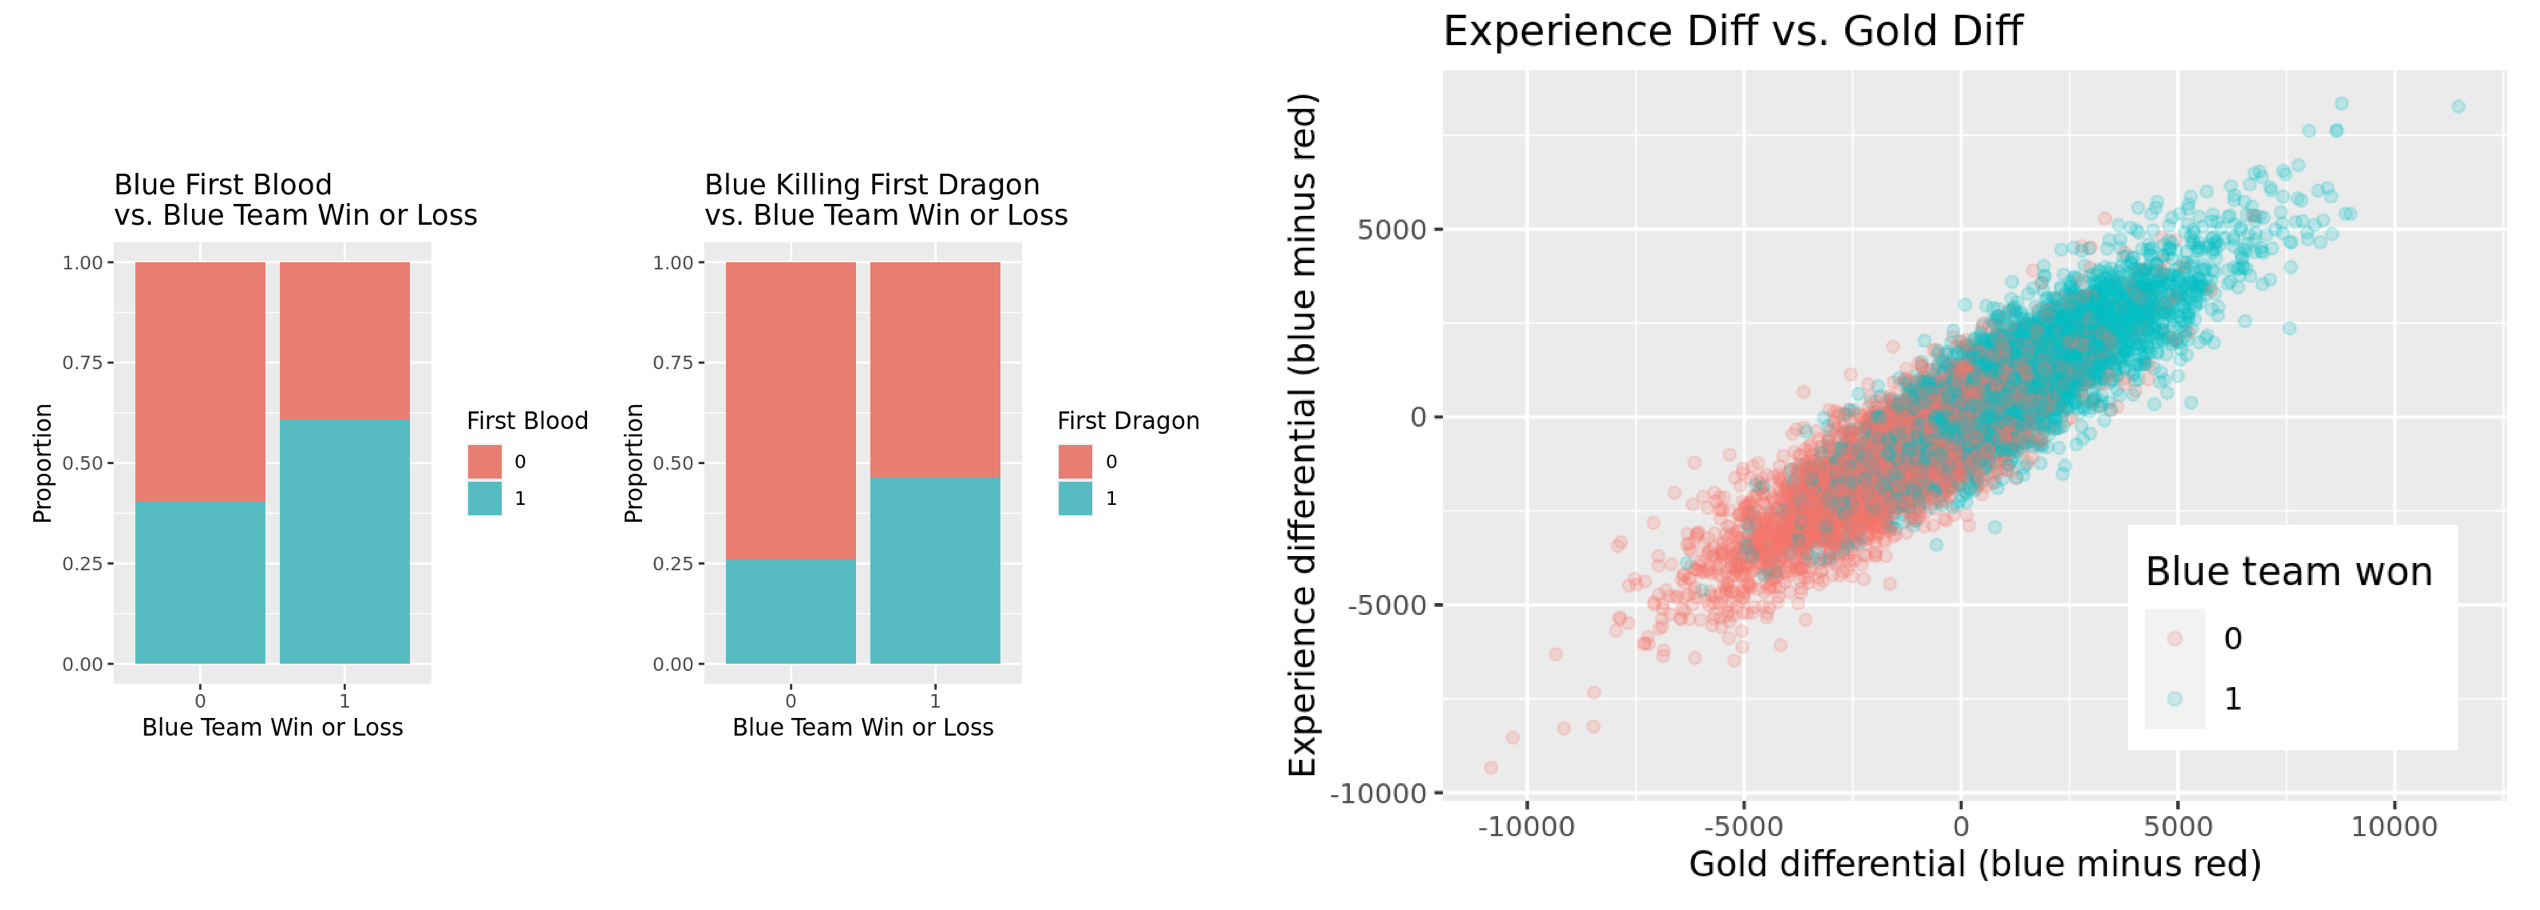 Blue First Blood
vs. Blue Team Win or Loss
1.00
0.75
0.50
0.25
0.00
Proportion
0 1
Blue Team Win or Loss
First Blood
0
1
Blue Killing First Dragon
vs. Blue Team Win or Loss
1.00
0.75
0.50
0.25
0.00
Proportion
0 1
Blue Team Win or Loss
First Dragon
0
1
Experience Diff vs. Gold Diff
Experience differential (blue minus red)
5000
0
-5000
-10000
-10000 -5000 0 5000 10000
Gold differential (blue minus red)
Blue team won
0
1